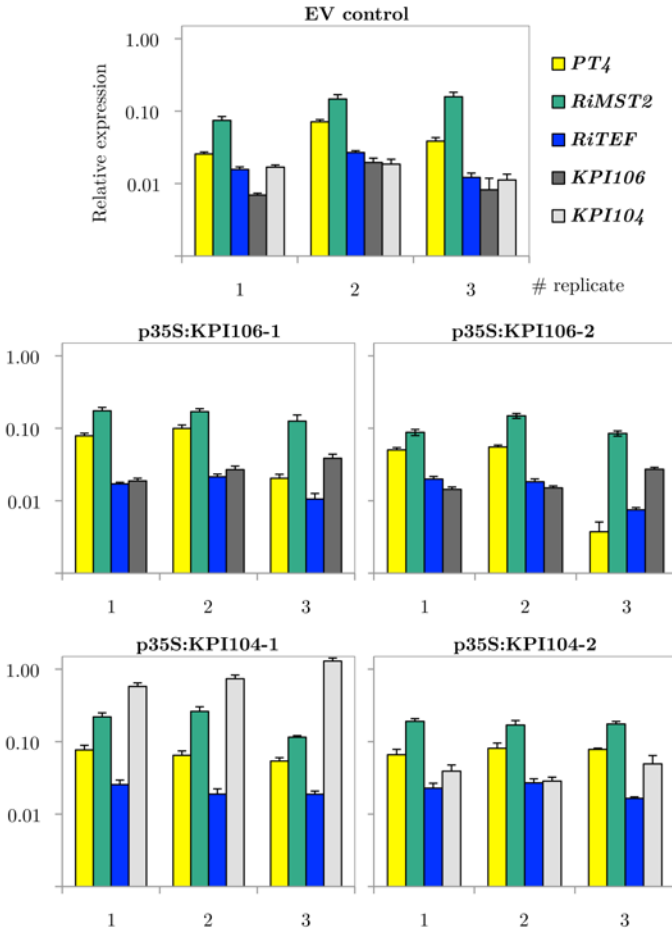 EV control
1.00
0.10
0.01
Relative expression
PT4
RiMST2
RiTEF
KPI106
KPI104
1 2 3 # replicate
p35S:KPI106-1 p35S:KPI106-2
1.00
0.10
0.01
1 2 3 1 2 3
p35S:KPI104-1 p35S:KPI104-2
1.00
0.10
0.01
1 2 3 1 2 3